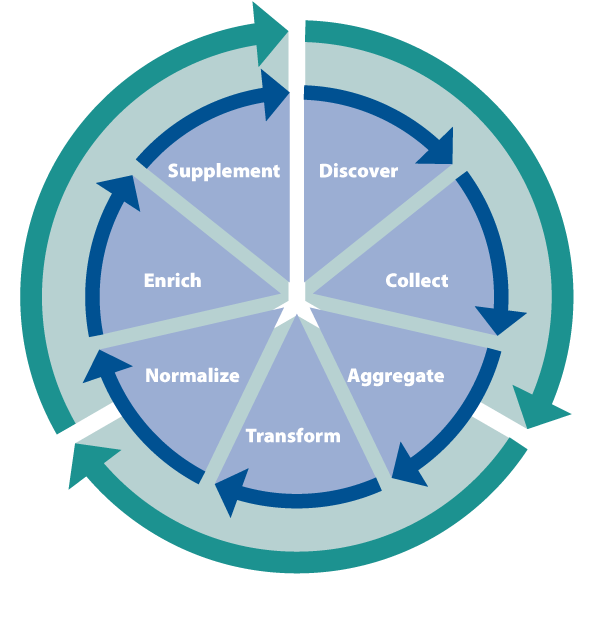 Supplement
Discover
Enrich
Collect
Normalize
Aggregate
Transform